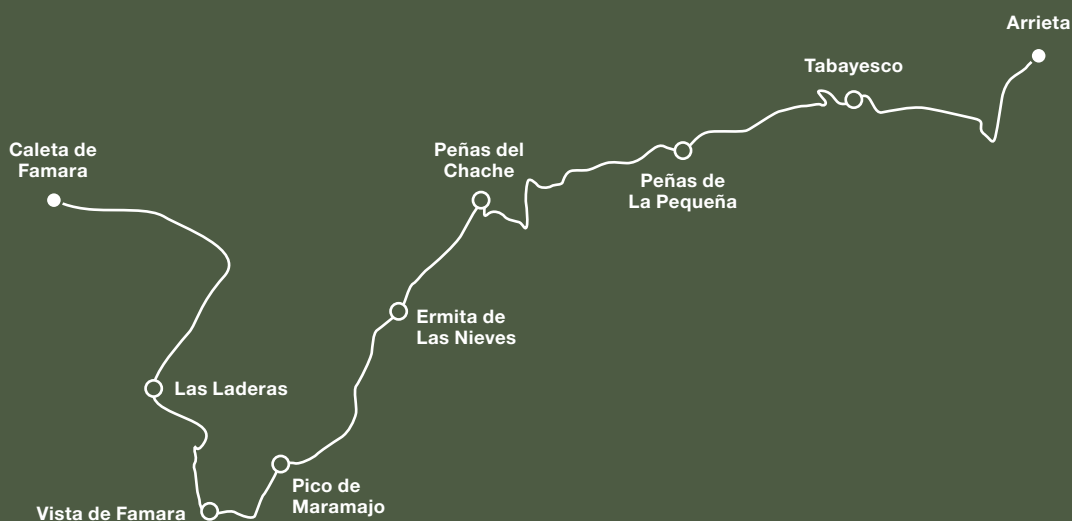 Arrieta
Tabayesco
Caleta de
Famara
Peñas del
Chache
Peñas de
La Pequeña
Ermita de
Las Nieves
Las Laderas
Pico de
Maramajo
Vista de Famara